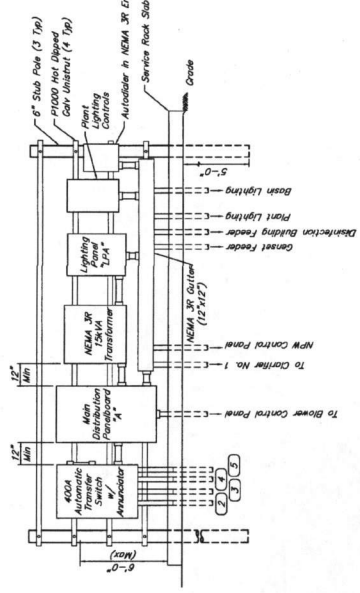 6" Stub Pole (3 Typ)
P1000 Hot Dipped
Galv Unistrut (4 Typ)
Plant
Lighting
Controls
Autodialer in NEMA 3R
Service Rack Slab
Grade
5'-0"
Lighting
Panel
"LPA"
NEMA 3R
15kVA
Transformer
12"
Min
Main
Distribution
Panelboard
"A"
12"
Min
400A
Automatic
Transfer
Switch
w/
Annunciator
6'-0"
(Max)
NEMA 3R Gutter
(12"x12")
Basin Lighting
Plant Lighting
Disinfection Building Feeder
Genset Feeder
NPW Control Panel
To Clarifier No. 1
To Blower Control Panel
2
3
4
5